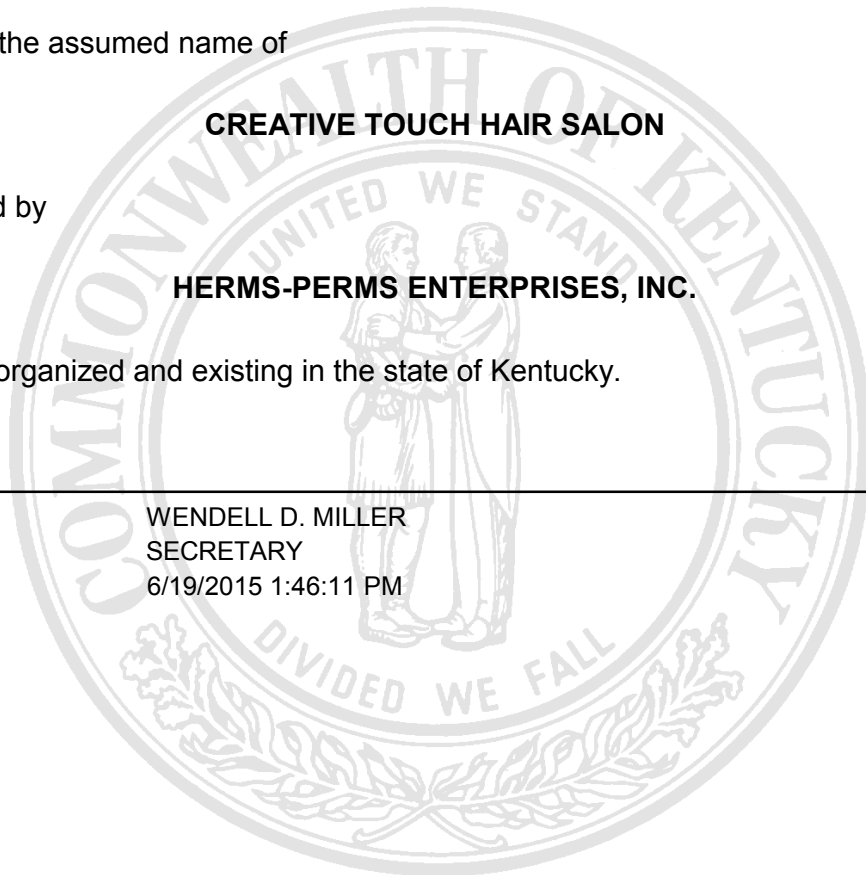 the assumed name of
CREATIVE TOUCH HAIR SALON
d by
HERMS-PERMS ENTERPRISES, INC.
organized and existing in the state of Kentucky.
WENDELL D. MILLER
SECRETARY
6/19/2015 1:46:11 PM
COMMONWEALTH OF KENTUCKY
UNITED WE STAND
DIVIDED WE FALL